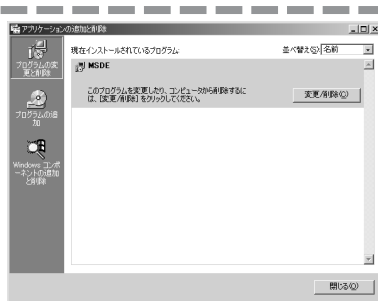 アプリケーションの追加と削除
現在インストールされているプログラム:
並べ替え(S): 名前
プログラムの変
更と削除
MSDE
このプログラムを変更したり、コンピュータから削除するに
は、[変更/削除] をクリックしてください。
変更/削除(C)
プログラムの追
加
Windows コンポ
ーネントの追加
と削除
閉じる(O)